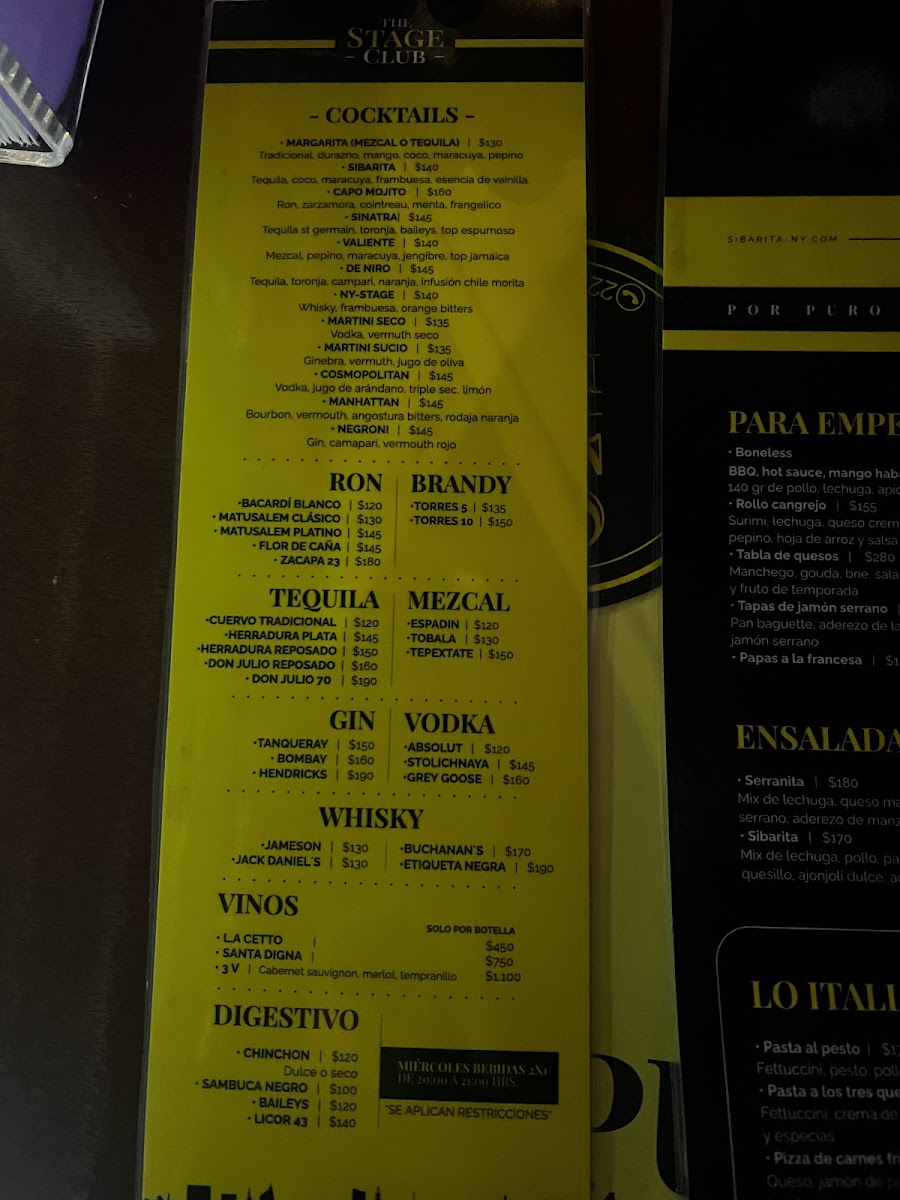 THE
STAGE
- CLUB -
- COCKTAILS -
• MARGARITA (MEZCAL O TEQUILA) | $130
Tradicional, durazno, mango, coco, maracuya, pepino
• SIBARITA | $140
Tequila, coco, maracuya, frambuesa, esencia de vainilla.
• CAPO MOJITO | $160
Ron, zarzamora, cointreau, menta, frangelico
• SINATRA| $145
Tequila st germain, toronja, baileys, top espumoso
• VALIENTE | $140
Mezcal, pepino, maracuya, jengibre, top jamaica
• DE NIRO | $145
Tequila, toronja, campari, naranja, infusión chile morita
• NY-STAGE | $140
Whisky, frambuesa, orange bitters
• MARTINI SECO | $135
Vodka, vermuth seco
• MARTINI SUCIO | $135
Ginebra, vermuth, jugo de oliva
• COSMOPOLITAN | $145
Vodka, jugo de arándano, triple sec, limón
• MANHATTAN | $145
Bourbon, vermouth, angostura bitters, rodaja naranja
• NEGRONI | $145
Gin, camapari, vermouth rojo
RON
•BACARDÍ BLANCO | $120
• MATUSALEM CLÁSICO | $130
• MATUSALEM PLATINO | $145
• FLOR DE CAÑA | $145
• ZACAPA 23 | $180
BRANDY
•TORRES 5 | $135
•TORRES 10 | $150
TEQUILA
•CUERVO TRADICIONAL | $120
•HERRADURA PLATA | $145
•HERRADURA REPOSADO | $150
•DON JULIO REPOSADO | $160
• DON JULIO 70 | $190
MEZCAL
•ESPADIN | $120
•TOBALA | $130
•TEPEXTATE | $150
GIN
•TANQUERAY | $150
• BOMBAY | $160
• HENDRICKS | $190
VODKA
•ABSOLUT | $120
•STOLICHNAYA | $145
•GREY GOOSE | $160
WHISKY
•JAMESON | $130
•JACK DANIEL´S | $130
•BUCHANAN´S | $170
•ETIQUETA NEGRA | $190
VINOS
SOLO POR BOTELLA
• L.A CETTO | $450
• SANTA DIGNA | $750
• 3 V | Cabernet sauvignon, merlot, tempranillo $1,100
DIGESTIVO
• CHINCHON | $120
Dulce o seco
• SAMBUCA NEGRO | $100
• BAILEYS | $120
• LICOR 43 | $140
MIÉRCOLES BEBIDAS 2X1
DE 20:00 A 21:00 HRS.
"SE APLICAN RESTRICCIONES"
22
SIBARITA-NY.COM
POR PURO
PARA EMPE
• Boneless
BBQ, hot sauce, mango hab
140 gr de pollo, lechuga, apio
• Rollo cangrejo | $155
Surimi, lechuga, queso crem
pepino, hoja de arroz y salsa
• Tabla de quesos | $280
Manchego, gouda, brie, sala
y fruto de temporada
• Tapas de jamón serrano |
Pan baguette, aderezo de la
jamón serrano
• Papas a la francesa | $1
ENSALADA
• Serranita | $180
Mix de lechuga, queso ma
serrano, aderezo de manz
• Sibarita | $170
Mix de lechuga, pollo, pa
quesillo, ajonjoli dulce, a
LO ITALI
• Pasta al pesto | $17
Fettuccini, pesto, poll
• Pasta a los tres que
Fettuccini, crema de
y especias
• Pizza de carnes fri
Queso, jamon de p